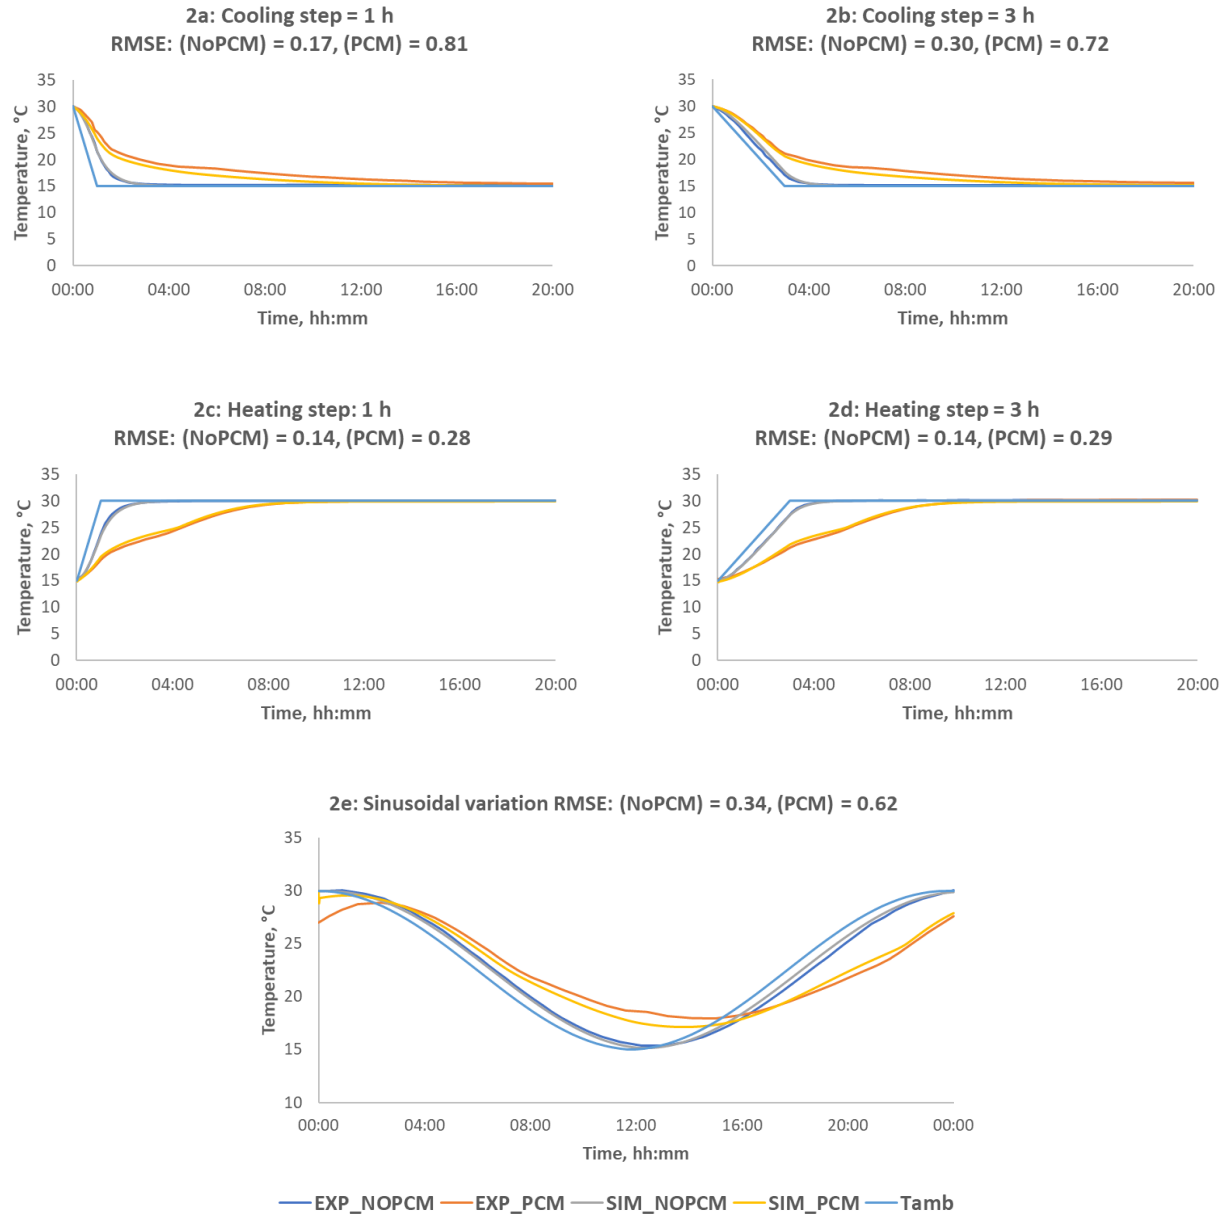 2a: Cooling step = 1 h
RMSE: (NoPCM) = 0.17, (PCM) = 0.81
35
30
25
20
15
10
5
0
Temperature, °C
00:00 04:00 08:00 12:00 16:00 20:00
Time, hh:mm
2b: Cooling step = 3 h
RMSE: (NoPCM) = 0.30, (PCM) = 0.72
35
30
25
20
15
10
5
0
Temperature, °C
00:00 04:00 08:00 12:00 16:00 20:00
Time, hh:mm
2c: Heating step: 1 h
RMSE: (NoPCM) = 0.14, (PCM) = 0.28
35
30
25
20
15
10
5
0
Temperature, °C
00:00 04:00 08:00 12:00 16:00 20:00
Time, hh:mm
2d: Heating step = 3 h
RMSE: (NoPCM) = 0.14, (PCM) = 0.29
35
30
25
20
15
10
5
0
Temperature, °C
00:00 04:00 08:00 12:00 16:00 20:00
Time, hh:mm
2e: Sinusoidal variation RMSE: (NoPCM) = 0.34, (PCM) = 0.62
35
30
25
20
15
10
Temperature, °C
00:00 04:00 08:00 12:00 16:00 20:00 00:00
Time, hh:mm
EXP_NOPCM EXP_PCM SIM_NOPCM SIM_PCM Tamb